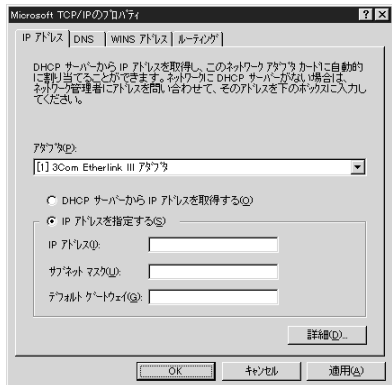 Microsoft TCP/IPのﾌﾟﾛﾊﾟﾃｨ
IP ｱﾄﾞﾚｽ DNS WINS ｱﾄﾞﾚｽ ﾙｰﾃｨﾝｸﾞ
DHCP ｻｰﾊﾞｰから IP ｱﾄﾞﾚｽを取得し､このﾈｯﾄﾜｰｸ ｱﾀﾞﾌﾟﾀ ｶｰﾄﾞに自動的
に割り当てることができます｡ﾈｯﾄﾜｰｸに DHCP ｻｰﾊﾞｰがない場合は､
ﾈｯﾄﾜｰｸ管理者にｱﾄﾞﾚｽを問い合わせて､そのｱﾄﾞﾚｽを下のﾎﾞｯｸｽに入力し
てください｡
ｱﾀﾞﾌﾟﾀ(P):
[1] 3Com Etherlink III ｱﾀﾞﾌﾟﾀ
DHCP ｻｰﾊﾞｰから IP ｱﾄﾞﾚｽを取得する(O)
IP ｱﾄﾞﾚｽを指定する(S)
IP ｱﾄﾞﾚｽ(I):
ｻﾌﾞﾈｯﾄ ﾏｽｸ(U):
ﾃﾞﾌｫﾙﾄ ｹﾞｰﾄｳｪｲ(G):
詳細(D)...
OK ｷｬﾝｾﾙ 適用(A)